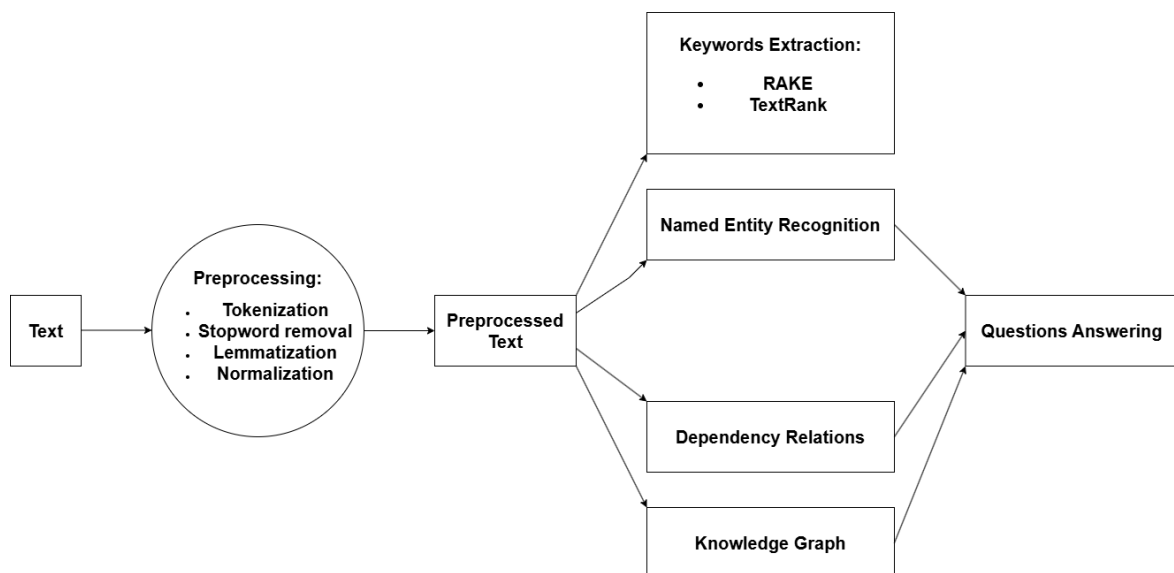 Text
Preprocessing:
• Tokenization
• Stopword removal
• Lemmatization
• Normalization
Preprocessed
Text
Keywords Extraction:
• RAKE
• TextRank
Named Entity Recognition
Dependency Relations
Knowledge Graph
Questions Answering